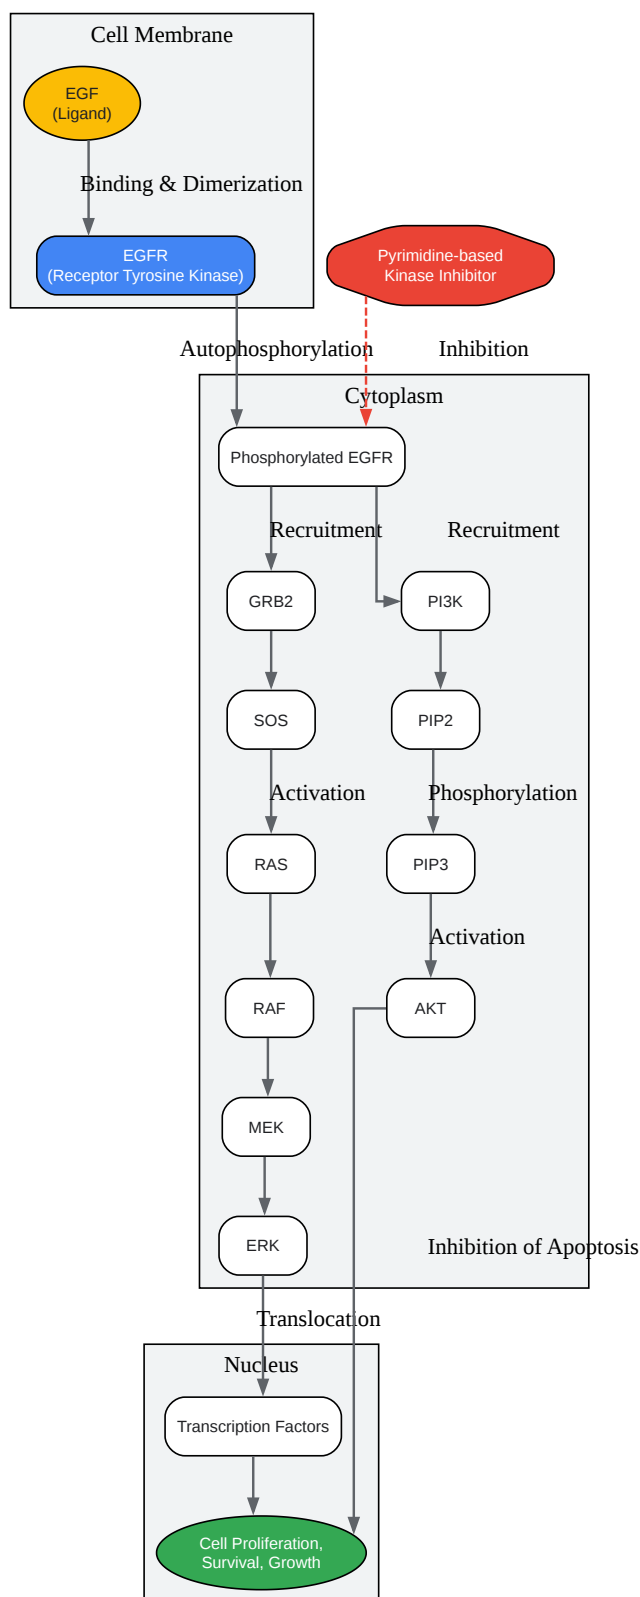 Cell Membrane
EGF
(Ligand)
Binding & Dimerization
EGFR
(Receptor Tyrosine Kinase)
Pyrimidine-based
Kinase Inhibitor
Autophosphorylation
Inhibition
Cytoplasm
Phosphorylated EGFR
Recruitment
Recruitment
GRB2
PI3K
SOS
PIP2
Activation
Phosphorylation
RAS
PIP3
Activation
RAF
AKT
MEK
ERK
Inhibition of Apoptosis
Translocation
Nucleus
Transcription Factors
Cell Proliferation,
Survival, Growth